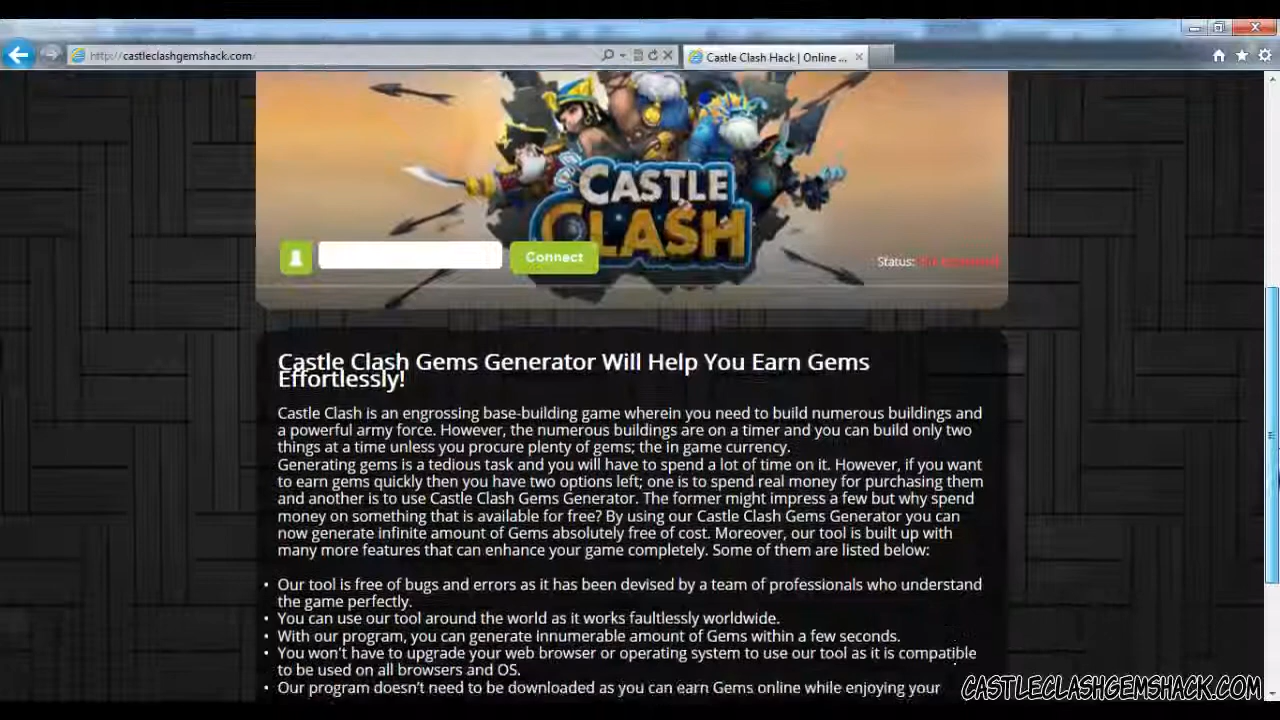 http://castleclashgemshack.com/
Castle Clash Hack | Online ...
CASTLE
CLASH
Connect
Status: Not connected
Castle Clash Gems Generator Will Help You Earn Gems
Effortlessly!
Castle Clash is an engrossing base-building game wherein you need to build numerous buildings and
a powerful army force. However, the numerous buildings are on a timer and you can build only two
things at a time unless you procure plenty of gems; the in game currency.
Generating gems is a tedious task and you will have to spend a lot of time on it. However, if you want
to earn gems quickly then you have two options left; one is to spend real money for purchasing them
and another is to use Castle Clash Gems Generator. The former might impress a few but why spend
money on something that is available for free? By using our Castle Clash Gems Generator you can
now generate infinite amount of Gems absolutely free of cost. Moreover, our tool is built up with
many more features that can enhance your game completely. Some of them are listed below:
• Our tool is free of bugs and errors as it has been devised by a team of professionals who understand
the game perfectly.
• You can use our tool around the world as it works faultlessly worldwide.
• With our program, you can generate innumerable amount of Gems within a few seconds.
• You won't have to upgrade your web browser or operating system to use our tool as it is compatible
to be used on all browsers and OS.
• Our program doesn't need to be downloaded as you can earn Gems online while enjoying your
CASTLECLASHGEMSHACK.COM